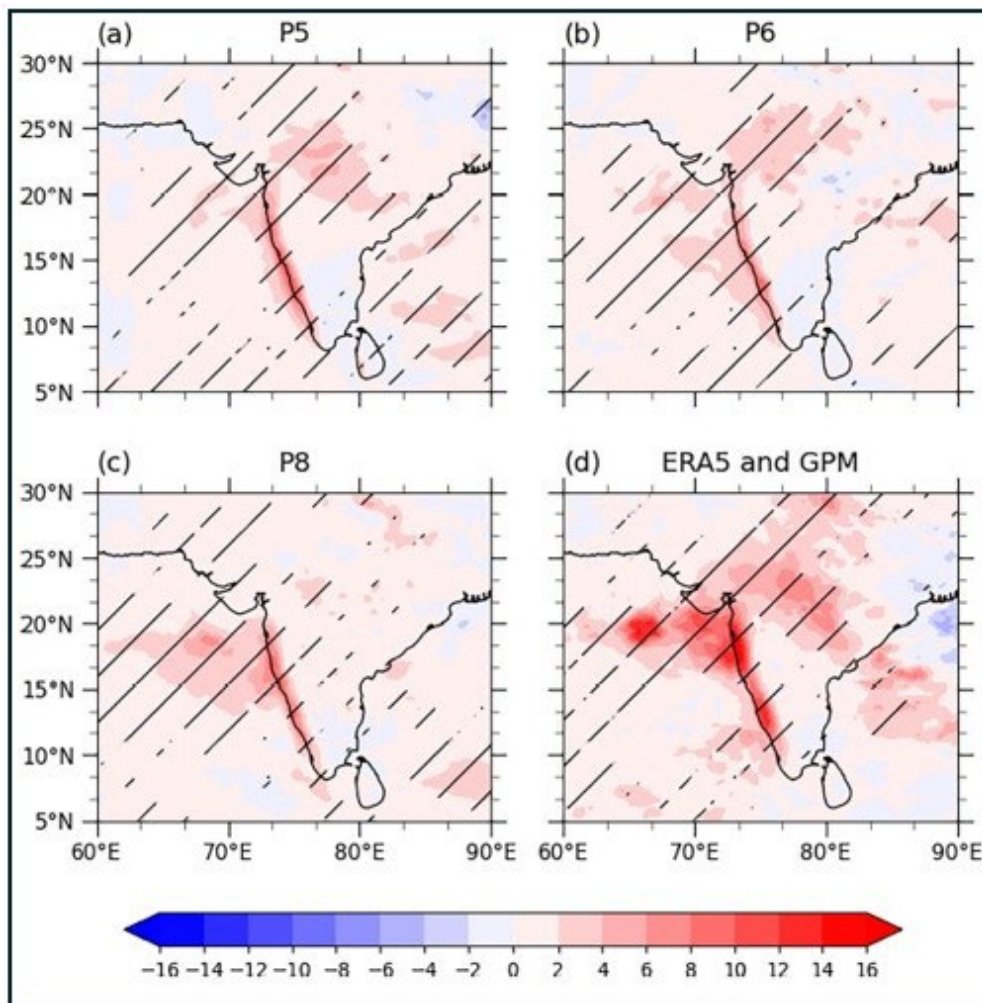 (a) P5
(b) P6
30°N
25°N
20°N
15°N
10°N
5°N
(c) P8
(d) ERA5 and GPM
30°N
25°N
20°N
15°N
10°N
5°N
60°E 70°E 80°E 90°E 60°E 70°E 80°E 90°E
−16 −14 −12 −10 −8 −6 −4 −2 0 2 4 6 8 10 12 14 16